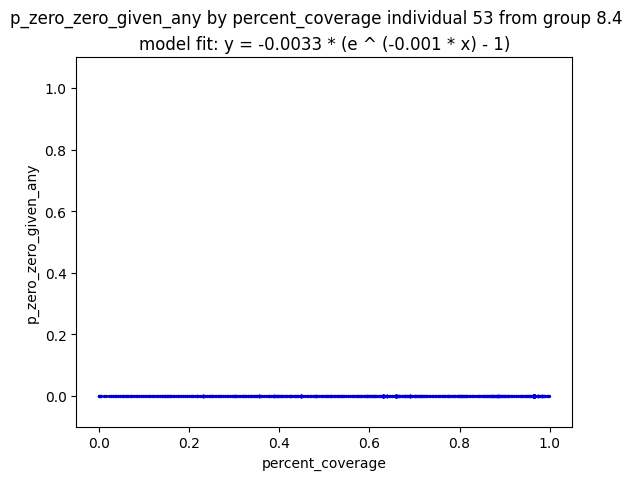 p_zero_zero_given_any by percent_coverage individual 53 from group 8.4
model fit: y = -0.0033 * (e ^ (-0.001 * x) - 1)
1.0
0.8
0.6
0.4
0.2
0.0
p_zero_zero_given_any
0.0 0.2 0.4 0.6 0.8 1.0
percent_coverage